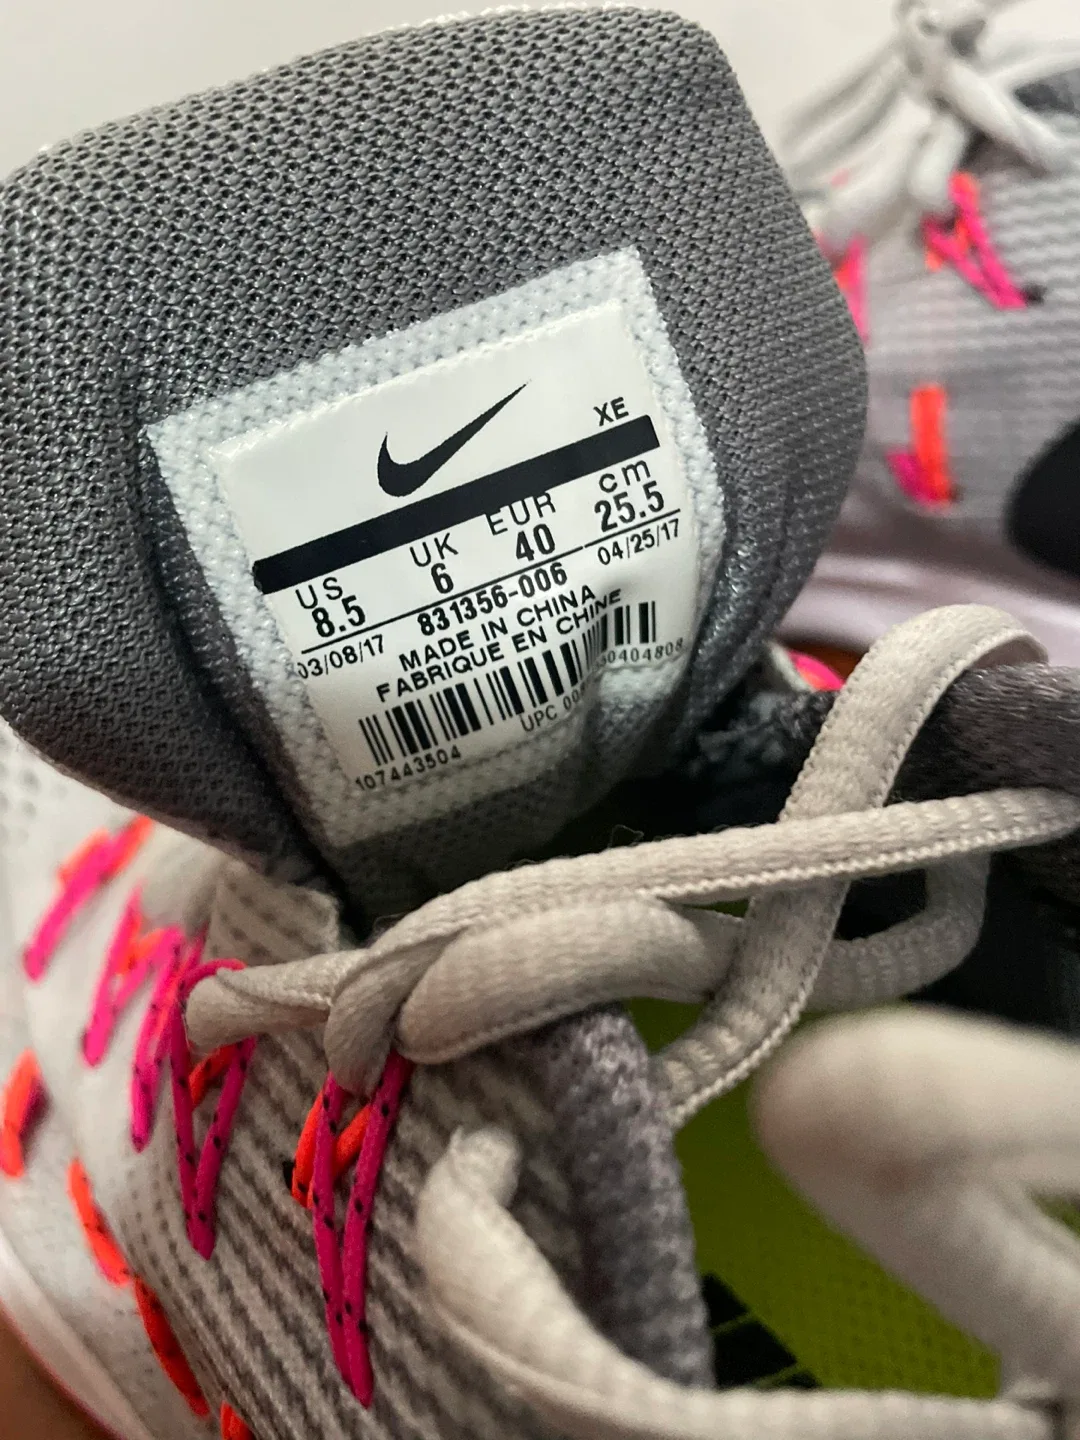 XE
US UK EUR cm
8.5 6 40 25.5
03/08/17 831356-006 04/25/17
MADE IN CHINA
FABRIQUE EN CHINE
107443504 UPC